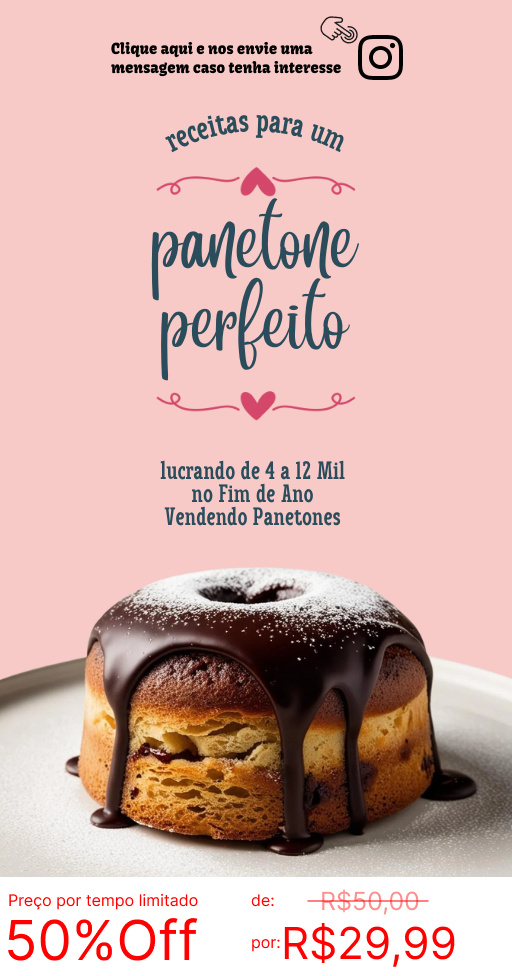 Clique aqui e nos envie uma
mensagem caso tenha interesse
receitas para um
panetone
perfeito
lucrando de 4 a 12 Mil
no Fim de Ano
Vendendo Panetones
Preço por tempo limitado
50%Off
de: R$50,00
por:R$29,99